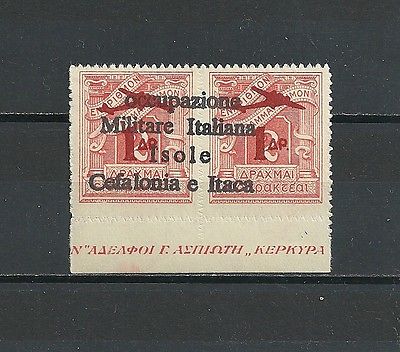 occupazione
Militare Italiana
isole
Cefalonia e Itaca
1 ΔΡ. 1 ΔΡ.
ΔΡΑΧΜΑΙ ΔΡΑΧΜΑΙ
Ν "ΑΔΕΛΦΟΙ Γ. ΑΣΠΙΩΤΗ„ ΚΕΡΚΥΡΑ